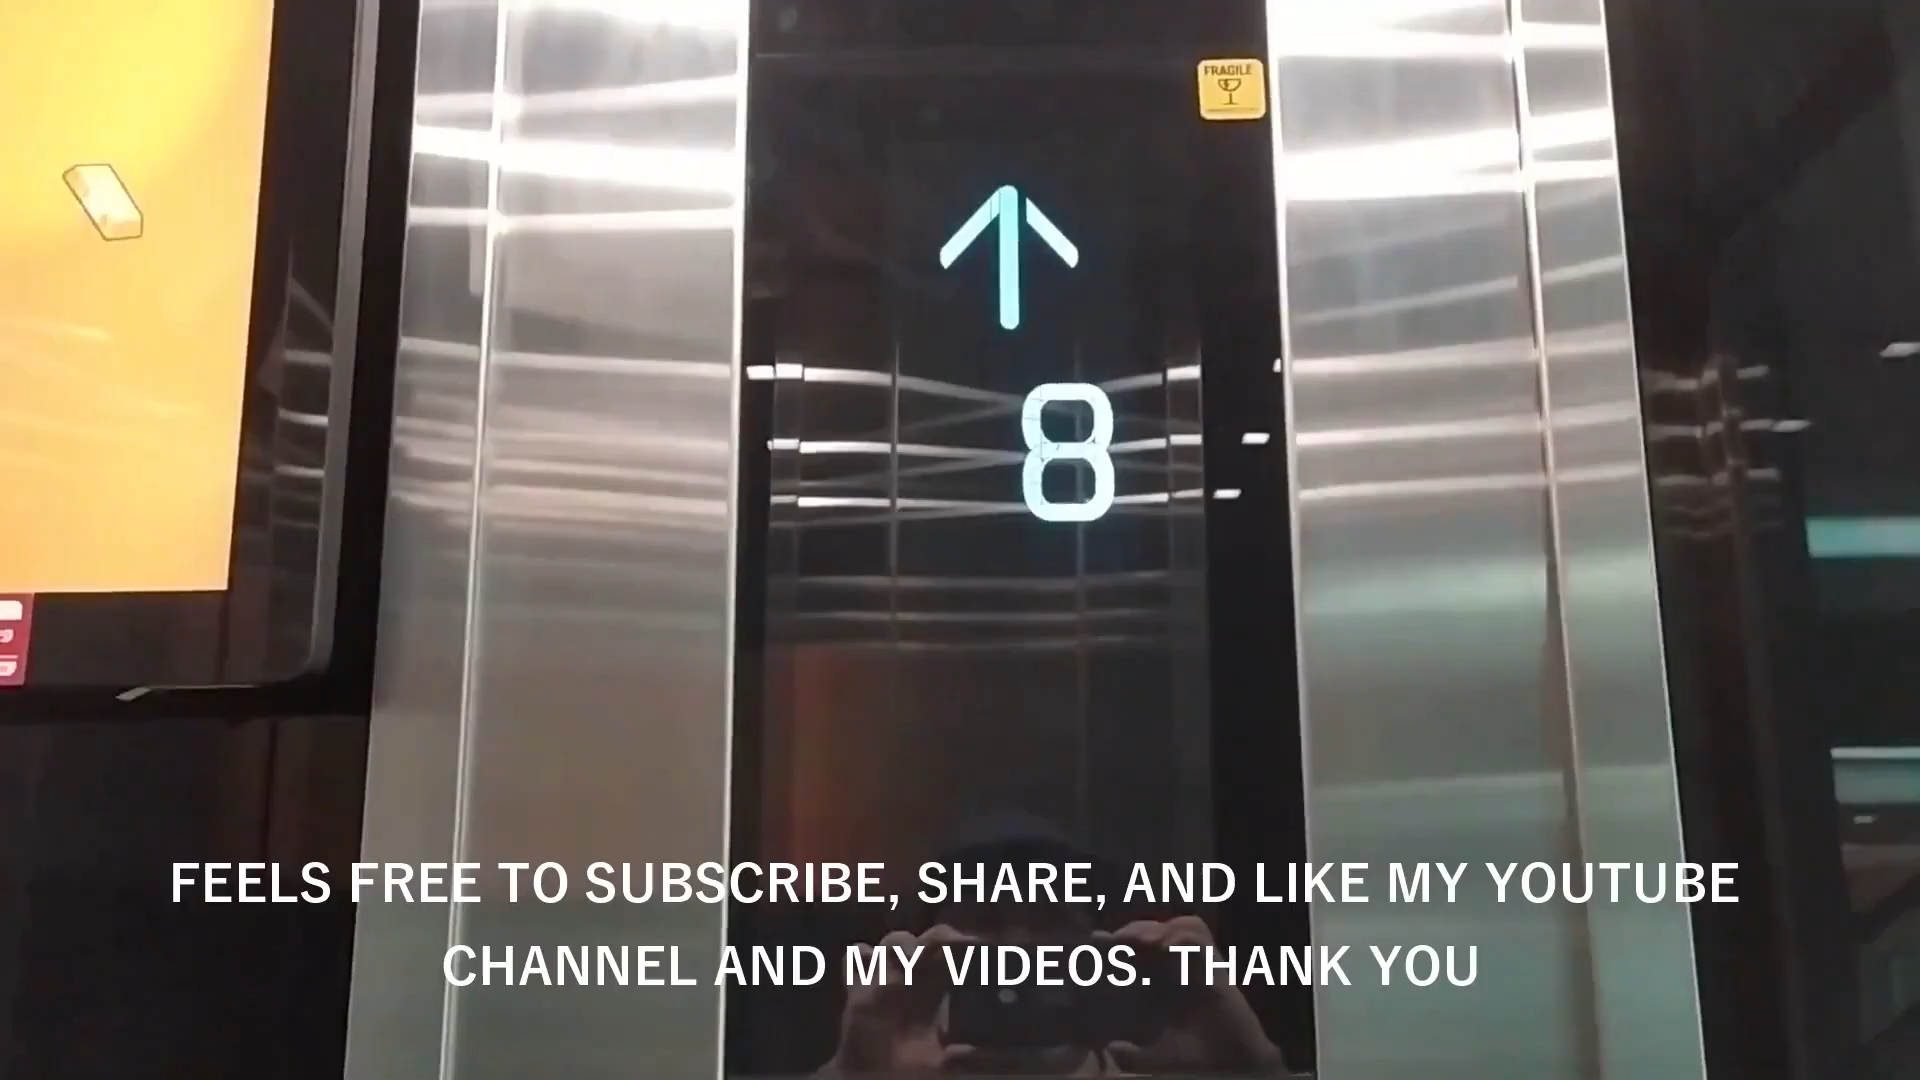 FRAGILE
8
FEELS FREE TO SUBSCRIBE, SHARE, AND LIKE MY YOUTUBE
CHANNEL AND MY VIDEOS. THANK YOU